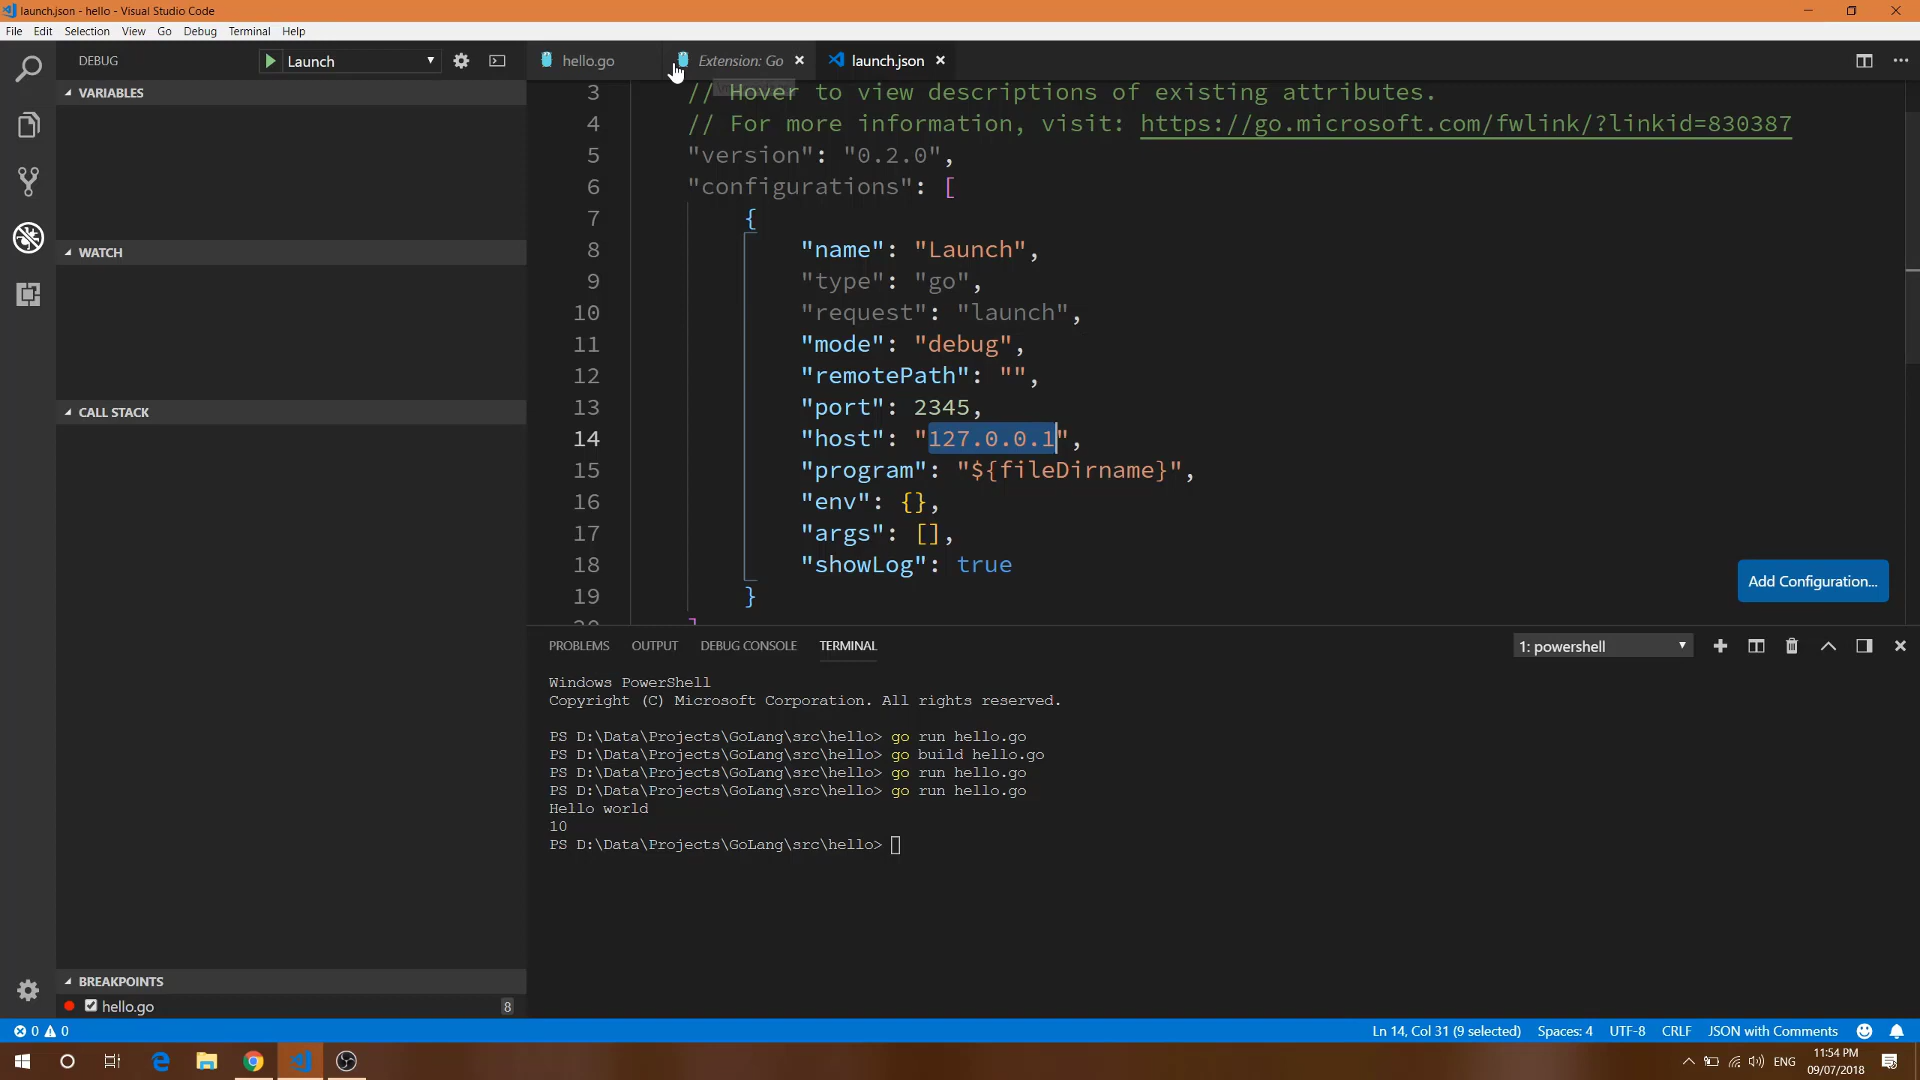 launch.json - hello - Visual Studio Code
File Edit Selection View Go Debug Terminal Help
DEBUG Launch hello.go Extension: Go launch.json
VARIABLES
WATCH
CALL STACK
BREAKPOINTS
hello.go 8
3 // Hover to view descriptions of existing attributes.
4 // For more information, visit: https://go.microsoft.com/fwlink/?linkid=830387
5 "version": "0.2.0",
6 "configurations": [
7 {
8 "name": "Launch",
9 "type": "go",
10 "request": "launch",
11 "mode": "debug",
12 "remotePath": "",
13 "port": 2345,
14 "host": "127.0.0.1",
15 "program": "${fileDirname}",
16 "env": {},
17 "args": [],
18 "showLog": true
19 }
Add Configuration...
PROBLEMS OUTPUT DEBUG CONSOLE TERMINAL 1: powershell
Windows PowerShell
Copyright (C) Microsoft Corporation. All rights reserved.
PS D:\Data\Projects\GoLang\src\hello> go run hello.go
PS D:\Data\Projects\GoLang\src\hello> go build hello.go
PS D:\Data\Projects\GoLang\src\hello> go run hello.go
PS D:\Data\Projects\GoLang\src\hello> go run hello.go
Hello world
10
PS D:\Data\Projects\GoLang\src\hello>
0 0 Ln 14, Col 31 (9 selected) Spaces: 4 UTF-8 CRLF JSON with Comments
ENG 11:54 PM
09/07/2018